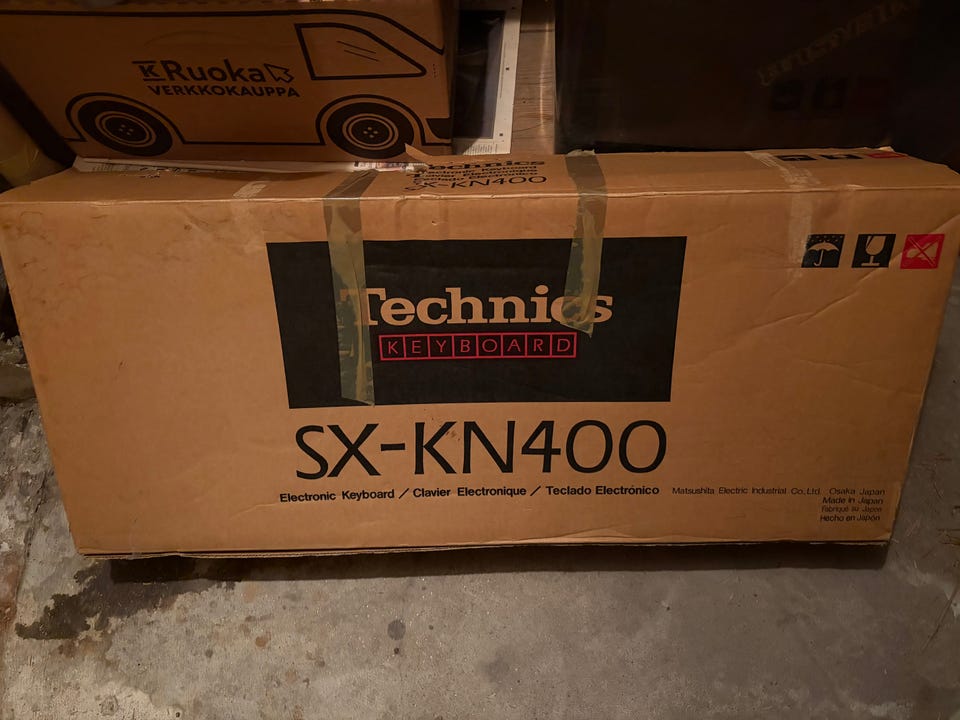 K Ruoka
VERKKOKAUPPA
Technics
SX-KN400
Technics
KEYBOARD
SX-KN400
Electronic Keyboard / Clavier Electronique / Teclado Electrónico
Matsushita Electric Industrial Co., Ltd. Osaka Japan
Made in Japan
Fabriqué au Japon
Hecho en Japón